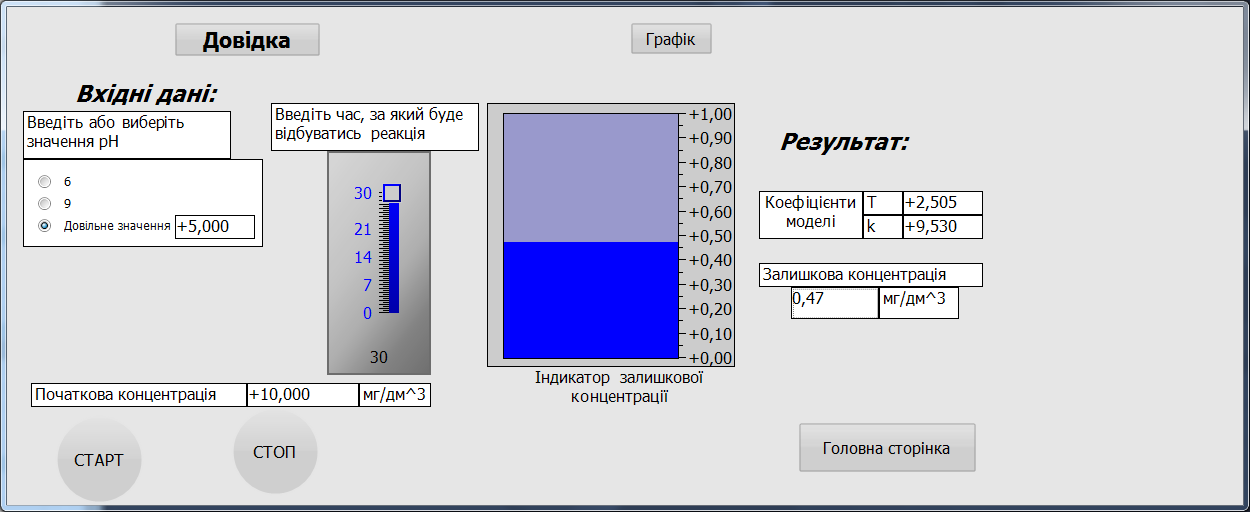 Довідка
Графік
Вхідні дані:
Введіть або виберіть
значення pH
6
9
Довільне значення +5,000
Введіть час, за який буде
відбуватись реакція
30
21
14
7
0
30
+1,00
+0,90
+0,80
+0,70
+0,60
+0,50
+0,40
+0,30
+0,20
+0,10
+0,00
Індикатор залишкової
концентрації
Результат:
Коефіцієнти
моделі
T +2,505
k +9,530
Залишкова концентрація
0,47 мг/дм^3
Початкова концентрація +10,000 мг/дм^3
СТАРТ
СТОП
Головна сторінка